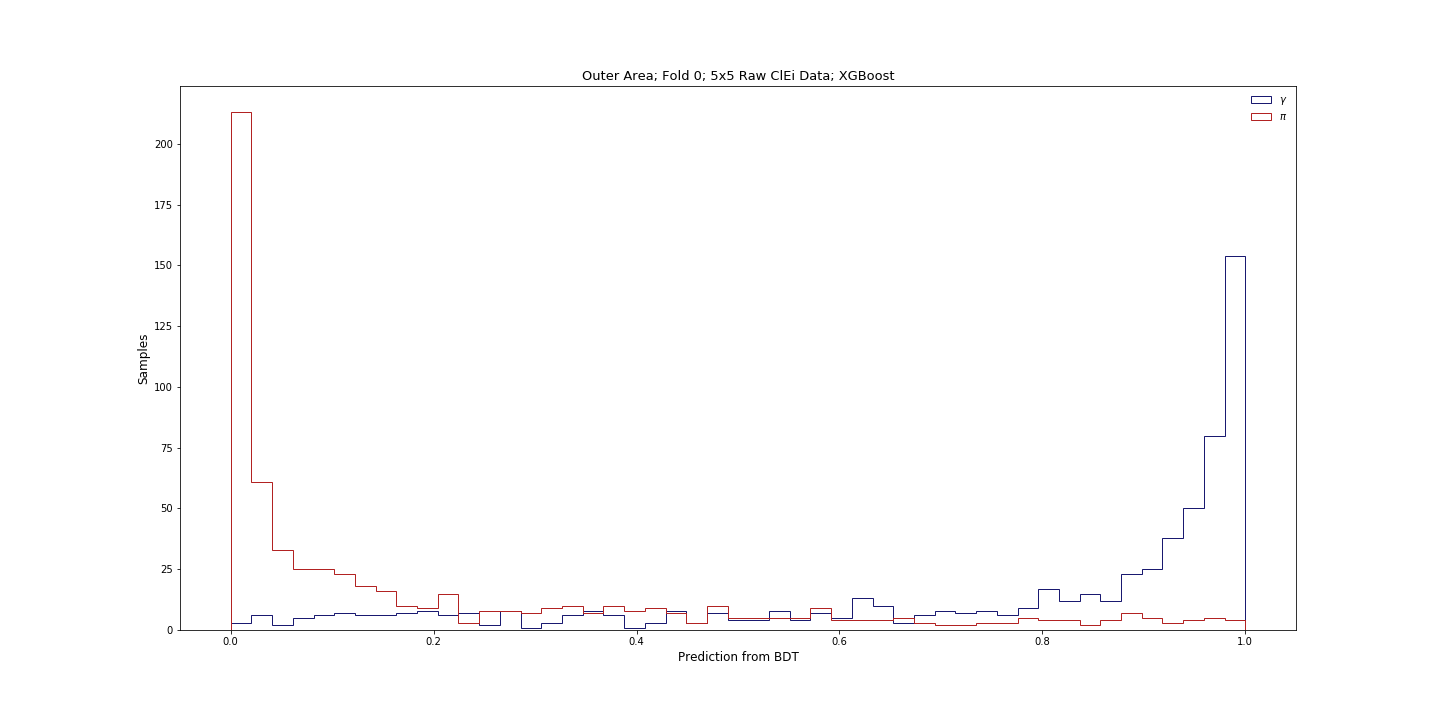 Outer Area; Fold 0; 5x5 Raw ClEi Data; XGBoost
γ
π
200
175
150
125
100
75
50
25
0
Samples
0.0 0.2 0.4 0.6 0.8 1.0
Prediction from BDT